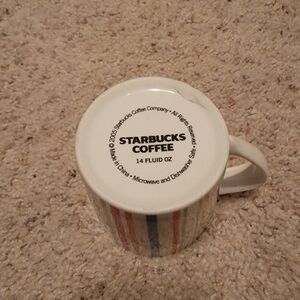 © 2005 Starbucks Coffee Company • All Rights Reserved •
STARBUCKS
COFFEE
14 FLUID OZ
Made in China • Microwave and Dishwasher Safe •